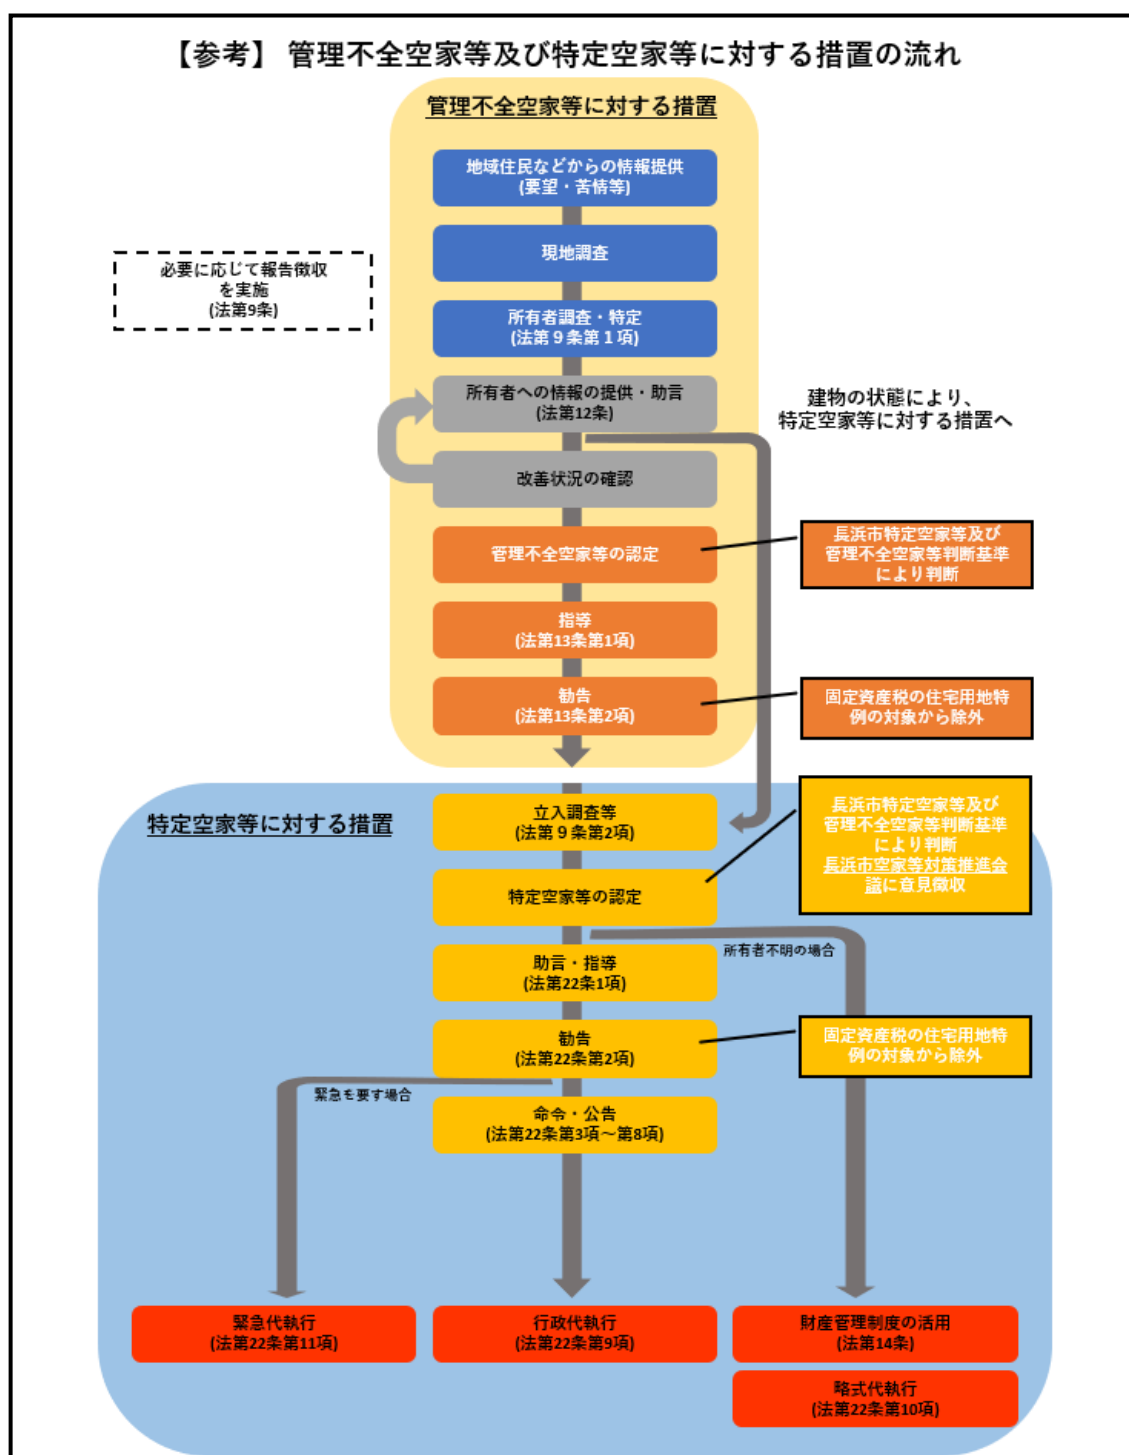 【参考】 管理不全空家等及び特定空家等に対する措置の流れ
管理不全空家等に対する措置
地域住民などからの情報提供
(要望・苦情等)
現地調査
必要に応じて報告徴収
を実施
(法第9条)
所有者調査・特定
(法第９条第１項)
所有者への情報の提供・助言
(法第12条)
建物の状態により、
特定空家等に対する措置へ
改善状況の確認
管理不全空家等の認定
長浜市特定空家等及び
管理不全空家等判断基準
により判断
指導
(法第13条第1項)
勧告
(法第13条第2項)
固定資産税の住宅用地特
例の対象から除外
特定空家等に対する措置
立入調査等
(法第９条第2項)
長浜市特定空家等及び
管理不全空家等判断基準
により判断
長浜市空家等対策推進会
議に意見徴収
特定空家等の認定
所有者不明の場合
助言・指導
(法第22条1項)
勧告
(法第22条第2項)
固定資産税の住宅用地特
例の対象から除外
緊急を要す場合
命令・公告
(法第22条第3項～第8項)
緊急代執行
(法第22条第11項)
行政代執行
(法第22条第9項)
財産管理制度の活用
(法第14条)
略式代執行
(法第22条第10項)